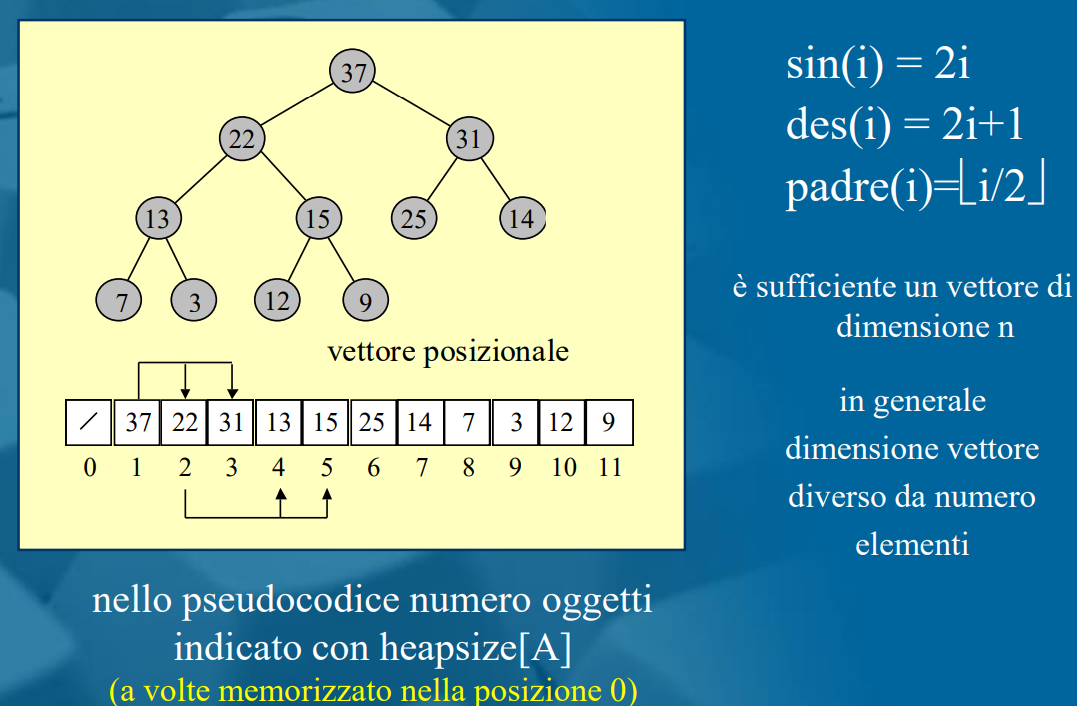 37
22 31
13 15 25 14
7 3 12 9
vettore posizionale
/ 37 22 31 13 15 25 14 7 3 12 9
0 1 2 3 4 5 6 7 8 9 10 11
sin(i) = 2i
des(i) = 2i+1
padre(i)=⌊i/2⌋
è sufficiente un vettore di
dimensione n
in generale
dimensione vettore
diverso da numero
elementi
nello pseudocodice numero oggetti
indicato con heapsize[A]
(a volte memorizzato nella posizione 0)